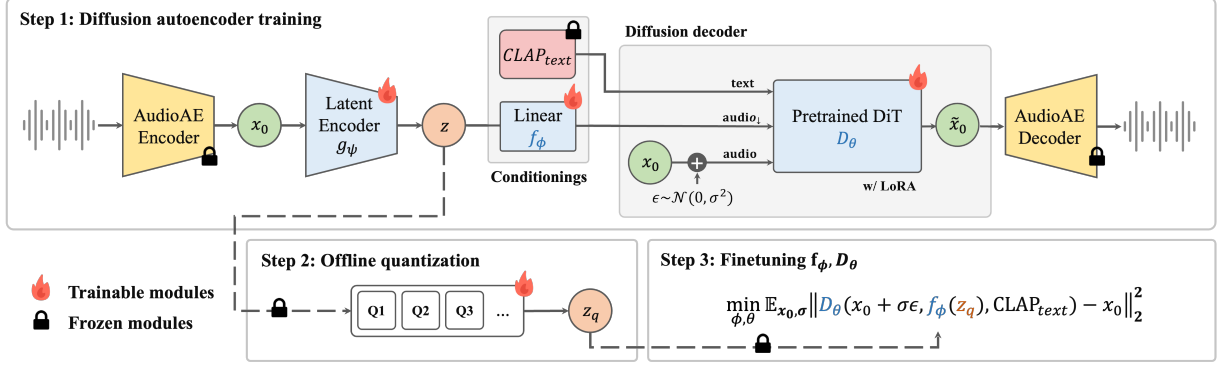 Step 1: Diffusion autoencoder training
CLAP_text
Diffusion decoder
AudioAE
Encoder
x_0
Latent
Encoder
g_ψ
z
Linear
f_ϕ
Conditionings
text
audio↓
audio
x_0
+
ϵ~𝒩(0, σ²)
Pretrained DiT
D_θ
w/ LoRA
x̃_0
AudioAE
Decoder
Step 2: Offline quantization
Q1 Q2 Q3 ...
z_q
Trainable modules
Frozen modules
Step 3: Finetuning f_ϕ, D_θ
min_{ϕ,θ} 𝔼_{x_0,σ}‖D_θ(x_0 + σϵ, f_ϕ(z_q), CLAP_text) − x_0‖_2^2